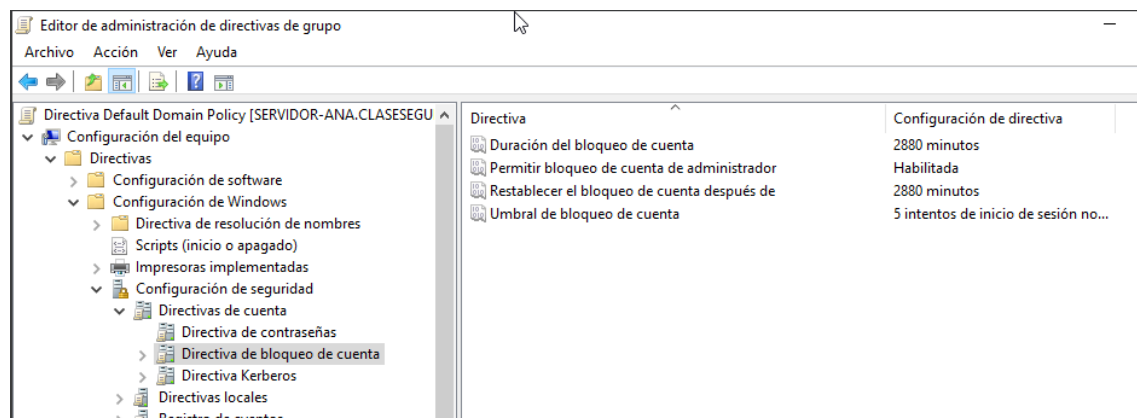 Editor de administración de directivas de grupo
Archivo Acción Ver Ayuda
Directiva Default Domain Policy [SERVIDOR-ANA.CLASESEGU
Configuración del equipo
Directivas
Configuración de software
Configuración de Windows
Directiva de resolución de nombres
Scripts (inicio o apagado)
Impresoras implementadas
Configuración de seguridad
Directivas de cuenta
Directiva de contraseñas
Directiva de bloqueo de cuenta
Directiva Kerberos
Directivas locales
Registro de eventos
Directiva Configuración de directiva
Duración del bloqueo de cuenta 2880 minutos
Permitir bloqueo de cuenta de administrador Habilitada
Restablecer el bloqueo de cuenta después de 2880 minutos
Umbral de bloqueo de cuenta 5 intentos de inicio de sesión no...